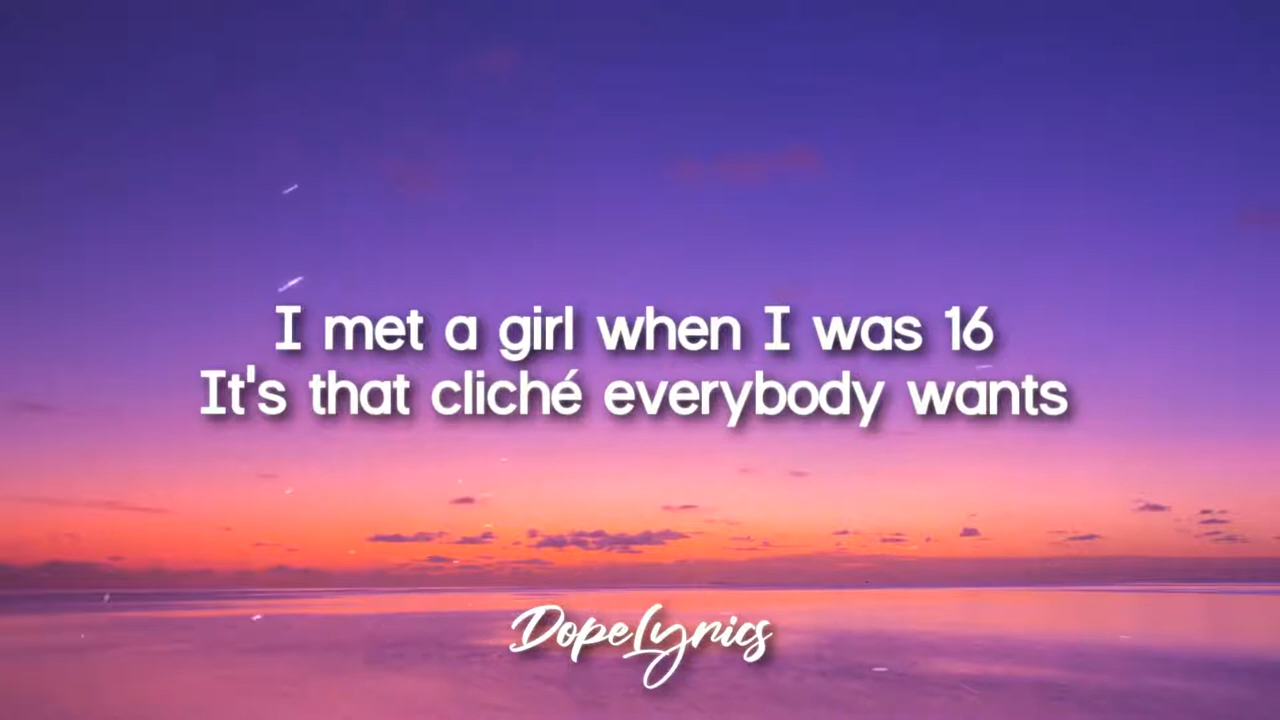 I met a girl when I was 16
It's that cliché everybody wants
DopeLyrics